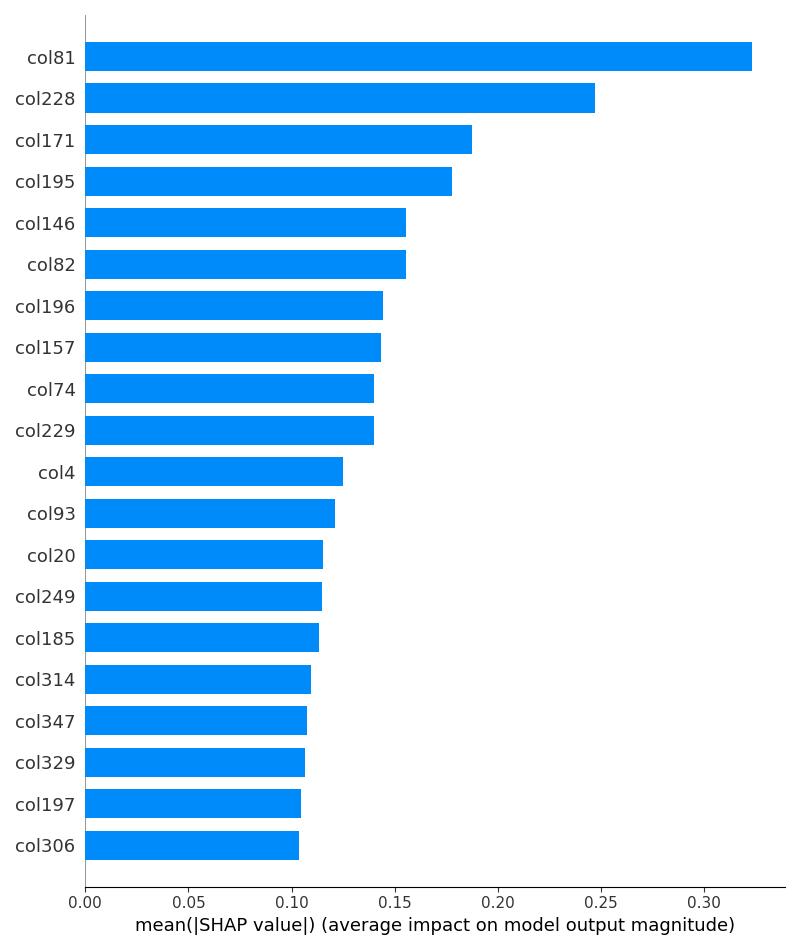 col81
col228
col171
col195
col146
col82
col196
col157
col74
col229
col4
col93
col20
col249
col185
col314
col347
col329
col197
col306
0.00 0.05 0.10 0.15 0.20 0.25 0.30
mean(|SHAP value|) (average impact on model output magnitude)